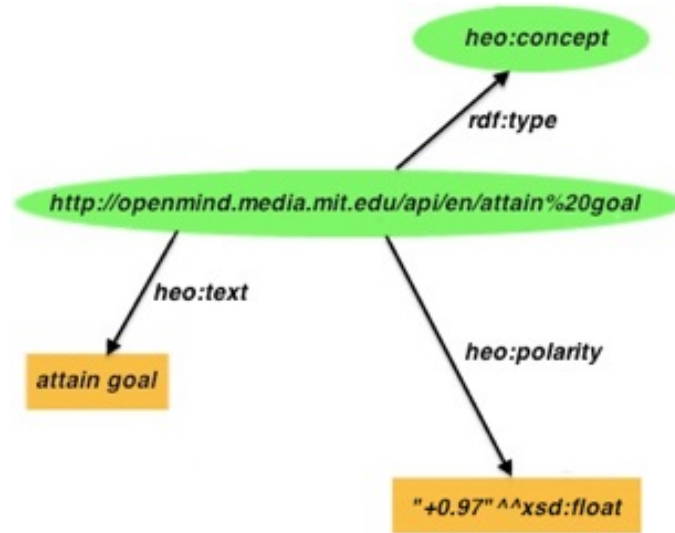 heo:concept
rdf:type
http://openmind.media.mit.edu/api/en/attain%20goal
heo:text
heo:polarity
attain goal
"+0.97"^^xsd:float